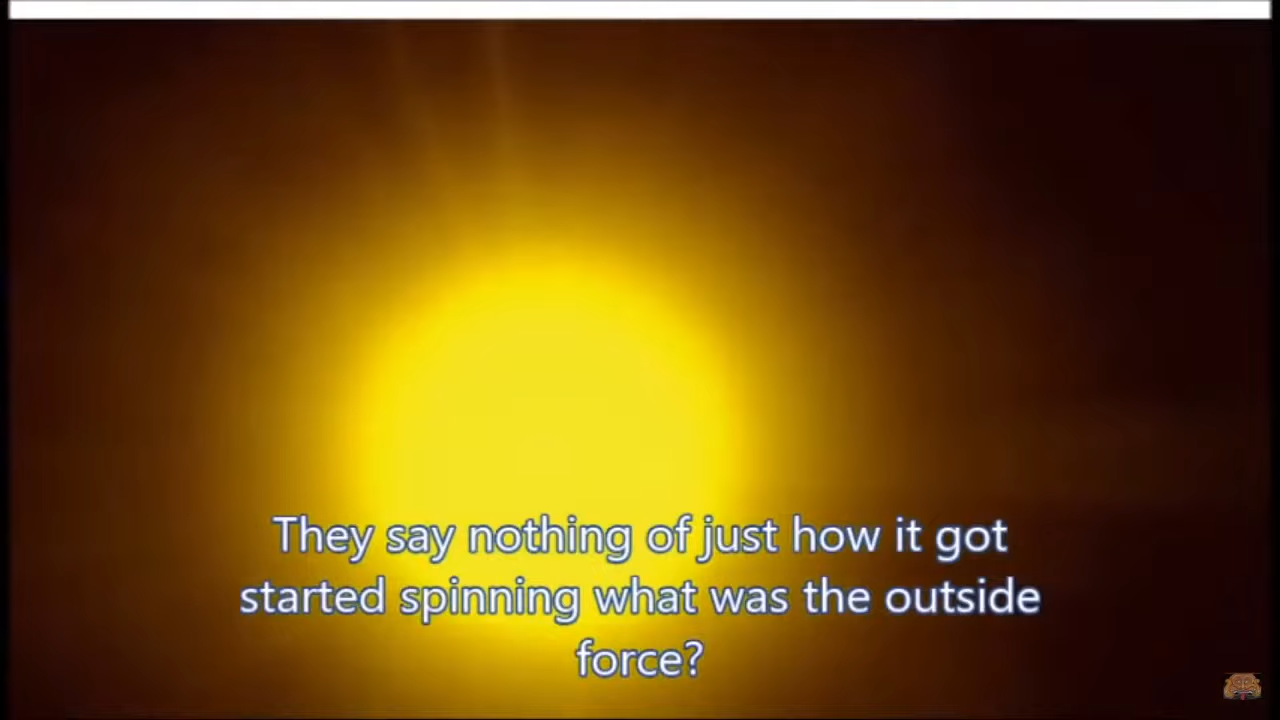 They say nothing of just how it got
started spinning what was the outside
force?